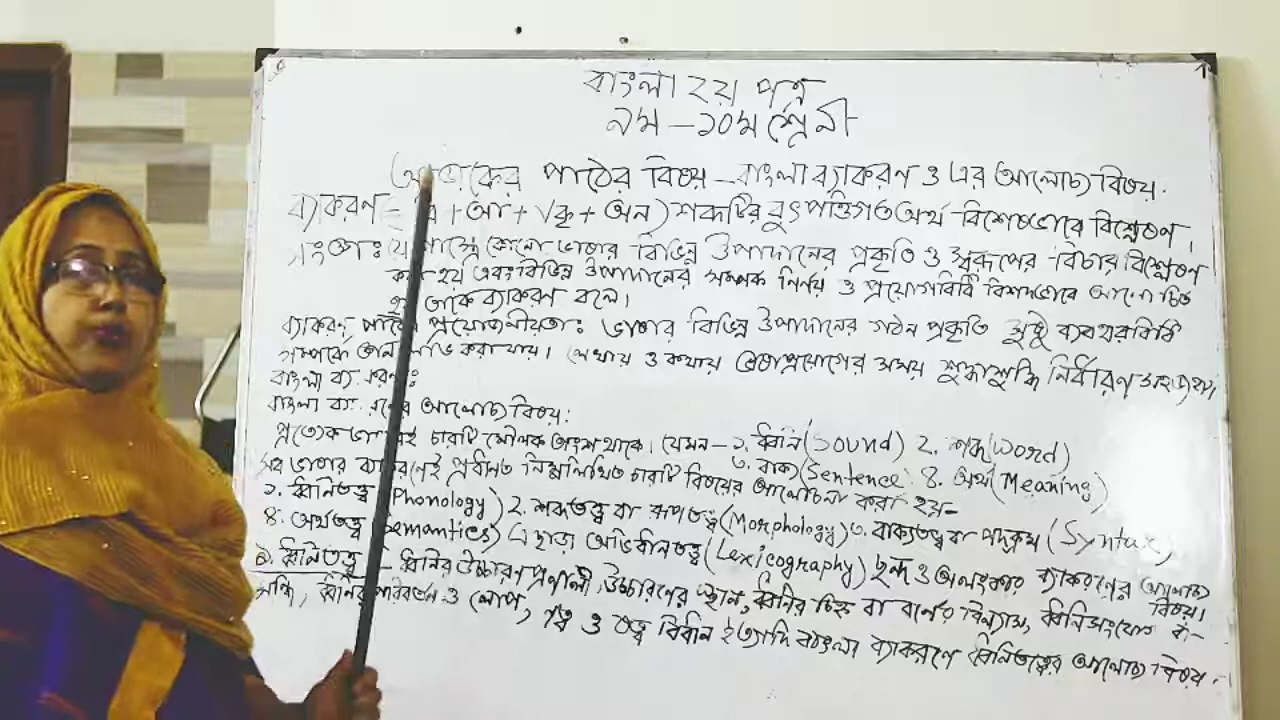 বাংলা ২য় পত্র
৯ম – ১০ম শ্রেনী
আজকের পাঠের বিষয় – বাংলা ব্যাকরণ ও এর আলোচ্য বিষয়.
ব্যাকরণ – + আ + √কৃ + অন) শব্দটির বুৎপত্তিগত অর্থ বিশেষভাবে বিশ্লেষণ।
সংজ্ঞাঃ যে শাস্ত্রে কোনো ভাষার বিভিন্ন উপাদানের প্রকৃতি ও স্বরূপের বিচার বিশ্লেষণ
করা হয় এবং বিভিন্ন উপাদানের সম্পর্ক নির্ণয় ও প্রয়োগবিধি বিশদভাবে আলোচিত
হয় তাকে ব্যাকরণ বলে।
ব্যাকরণ পাঠের প্রয়োজনীয়তাঃ ভাষার বিভিন্ন উপাদানের গঠন প্রকৃতি সুষ্টু ব্যবহারবিধি
সম্পর্কে জ্ঞান লাভ করা যায়। লেখায় ও কথায় ভাষা প্রয়োগের সময় শুদ্ধাশুদ্ধি নির্ধারণ সহজ হয়।
বাংলা
বাংলা আলোচ্য বিষয়:
প্রত্যেক চারটি মৌলিক অংশ থাকে। যেমন – ১. ধ্বনি (Sound) ২. শব্দ (Word)
৩. বাক্য (Sentence) ৪. অর্থ (Meaning)
সব ভাষার প্রধানত নিম্নলিখিত চারটি বিষয়ের আলোচনা করা হয় –
১. ধ্বনিতত্ত্ব (Phonology) ২. শব্দতত্ত্ব বা রূপতত্ত্ব (Morphology) ৩. বাক্যতত্ত্ব বা পদক্রম (Syntax)
৪. অর্থতত্ত্ব (Semantics) এ ছাড়া অভিধানতত্ত্ব (Lexicography) ছন্দ ও অলংকার ব্যাকরণের আলোচ্য
বিষয়।
ধ্বনিতত্ত্ব – ধ্বনির উচ্চারণ প্রণালী, উচ্চারণের স্থান, ধ্বনির চিহ্ন বা বর্ণের বিন্যাস, ধ্বনিসংযোগ বা –
সন্ধি, ধ্বনির পরিবর্তন ও লোপ, ণত্ব ও ষত্ব বিধান ইত্যাদি বাংলা ব্যাকরণে ধ্বনিতত্ত্বের আলোচ্য বিষয়.